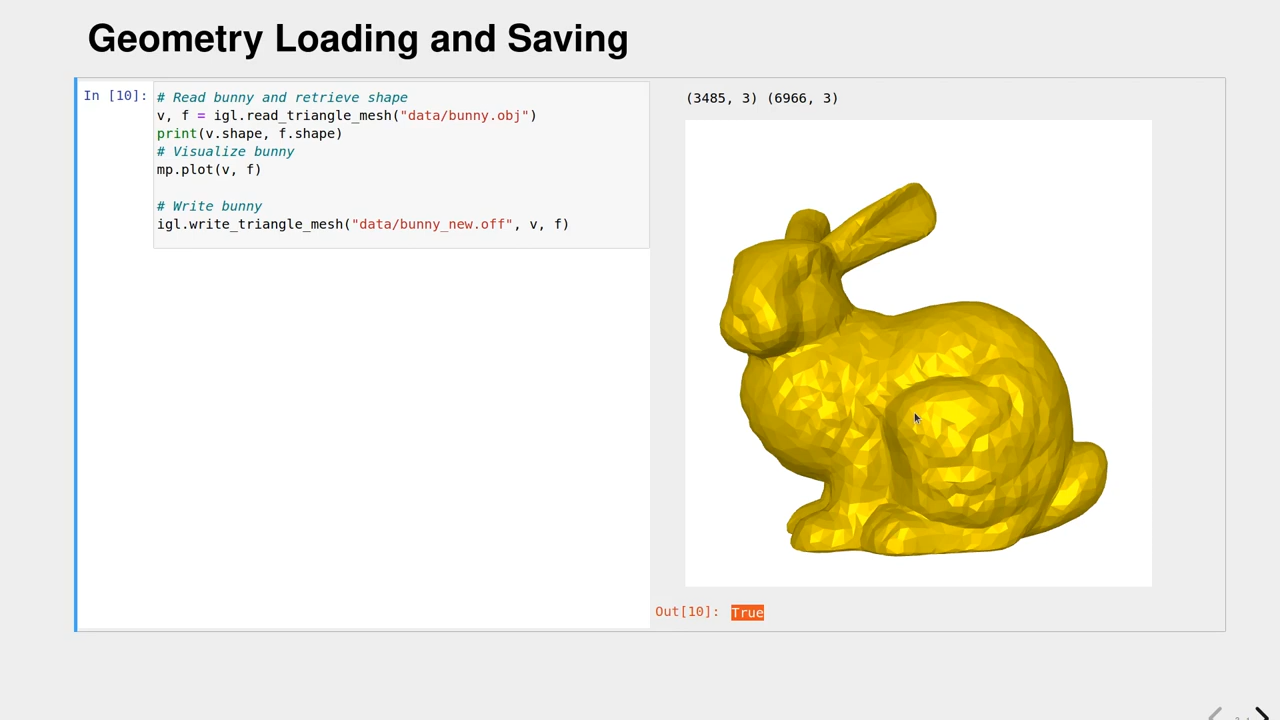 Geometry Loading and Saving
In [10]:
# Read bunny and retrieve shape
v, f = igl.read_triangle_mesh("data/bunny.obj")
print(v.shape, f.shape)
# Visualize bunny
mp.plot(v, f)
# Write bunny
igl.write_triangle_mesh("data/bunny_new.off", v, f)
(3485, 3) (6966, 3)
Out[10]: True